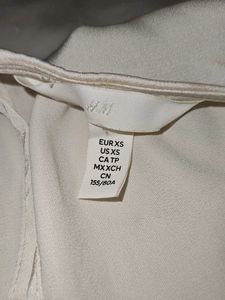 H&M
EUR XS
US XS
CA TP
MX XCH
CN
155/80A